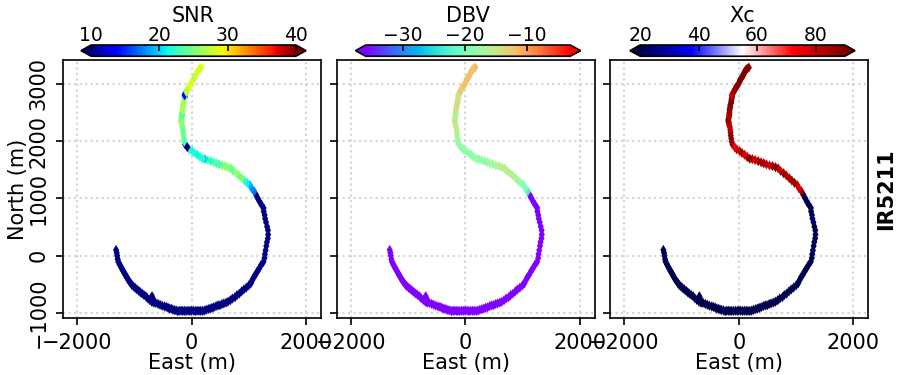 SNR DBV Xc
10 20 30 40 −30 −20 −10 20 40 60 80
3000
2000
1000
0
−1000
North (m)
−2000 0 2000 −2000 0 2000 −2000 0 2000
East (m) East (m) East (m)
IR5211